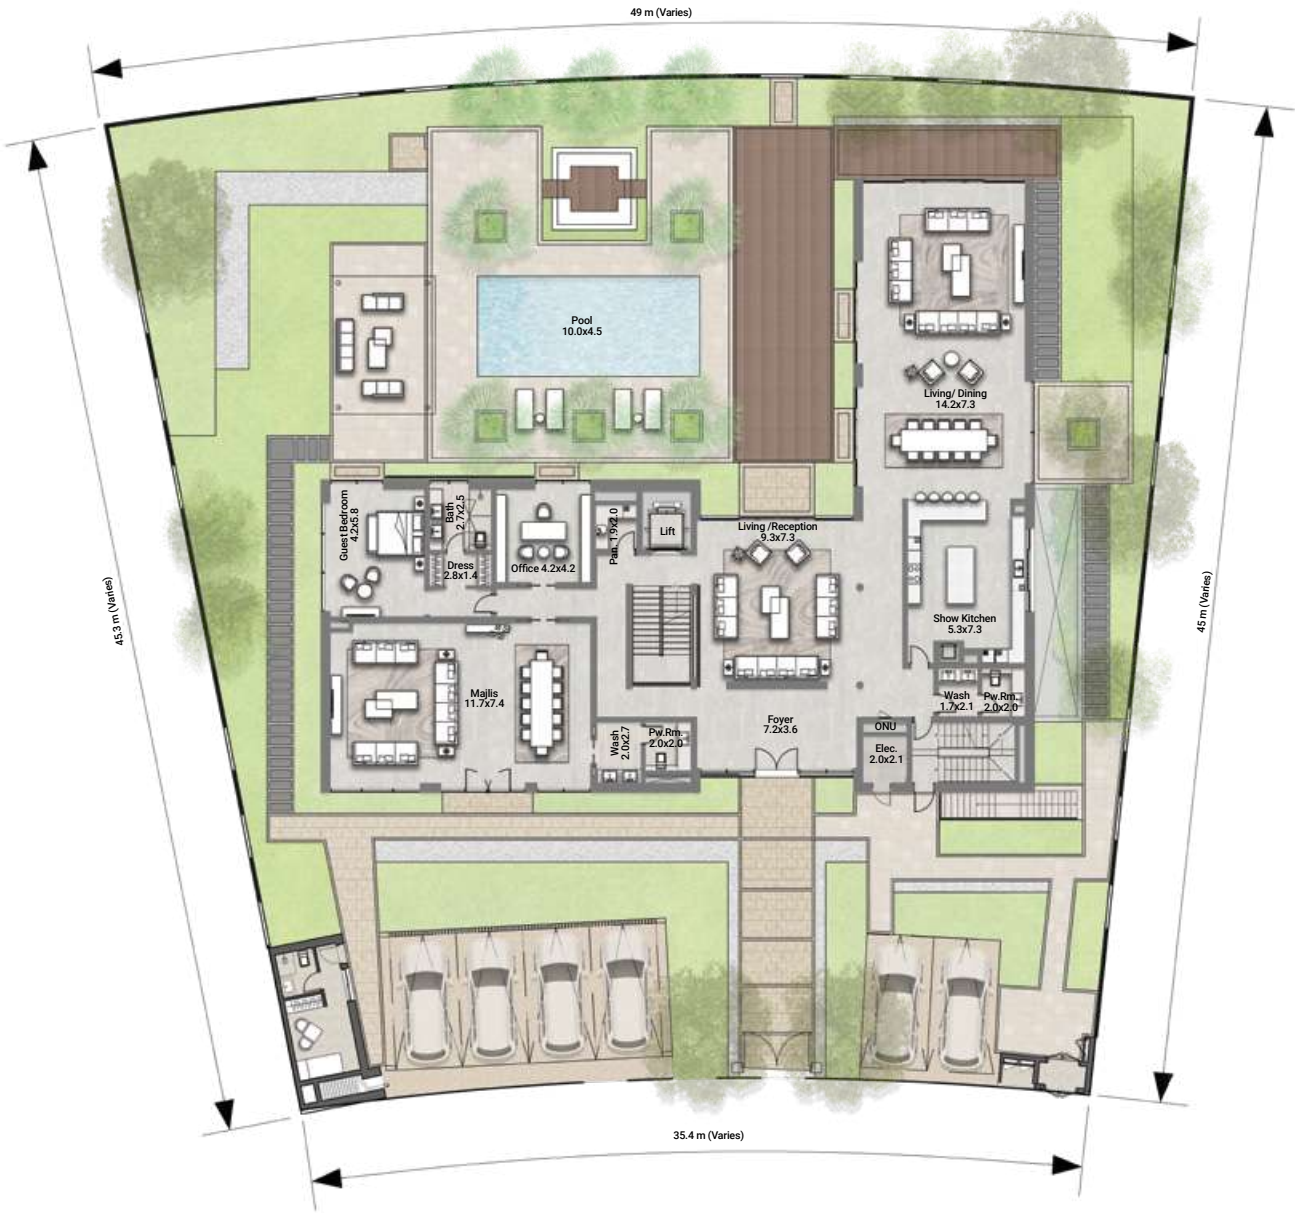 49 m (Varies)
Pool
10.0x4.5
Living/ Dining
14.2x7.3
Guest Bedroom
4.2x5.8
Bath
2.7x2.5
Dress
2.8x1.4
Office 4.2x4.2
Pan. 1.9x2.0
Lift
Living /Reception
9.3x7.3
Show Kitchen
5.3x7.3
45.3 m (Varies)
45 m (Varies)
Majlis
11.7x7.4
Wash
2.0x2.7
Pw.Rm.
2.0x2.0
Foyer
7.2x3.6
Wash
1.7x2.1
Pw.Rm.
2.0x2.0
ONU
Elec.
2.0x2.1
35.4 m (Varies)